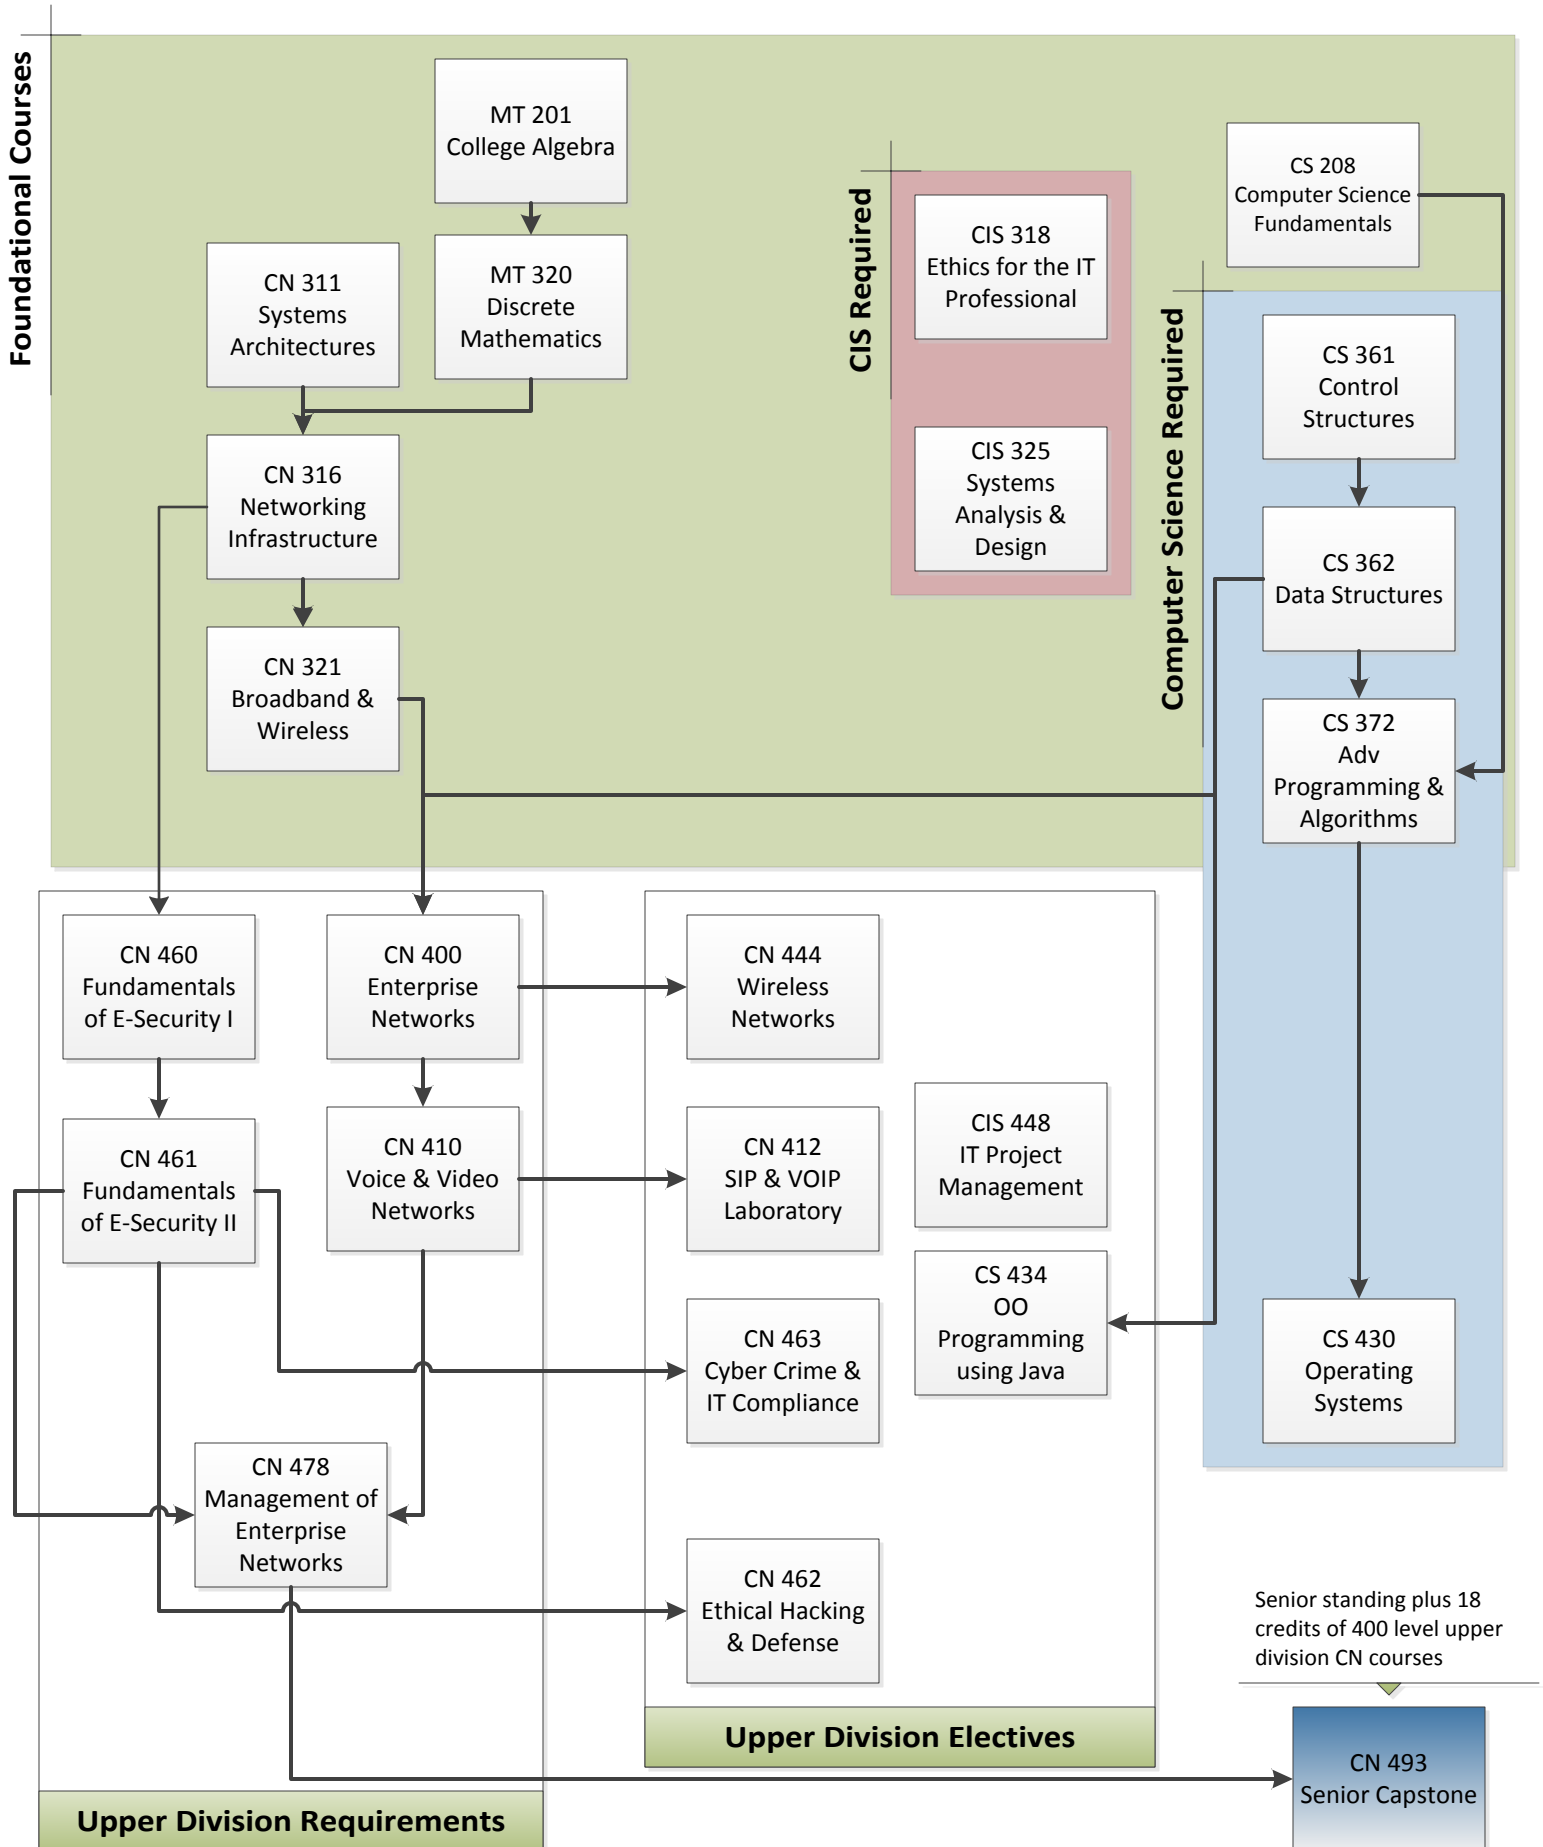 Foundational Courses
MT 201
College Algebra
CS 208
Computer Science
Fundamentals
CIS Required
CIS 318
Ethics for the IT
Professional
CN 311
Systems
Architectures
MT 320
Discrete
Mathematics
Computer Science Required
CS 361
Control
Structures
CN 316
Networking
Infrastructure
CIS 325
Systems
Analysis &
Design
CS 362
Data Structures
CN 321
Broadband &
Wireless
CS 372
Adv
Programming &
Algorithms
CN 460
Fundamentals
of E-Security I
CN 400
Enterprise
Networks
CN 444
Wireless
Networks
CN 461
Fundamentals
of E-Security II
CN 410
Voice & Video
Networks
CN 412
SIP & VOIP
Laboratory
CIS 448
IT Project
Management
CS 434
OO
Programming
using Java
CN 463
Cyber Crime &
IT Compliance
CS 430
Operating
Systems
CN 478
Management of
Enterprise
Networks
CN 462
Ethical Hacking
& Defense
Senior standing plus 18
credits of 400 level upper
division CN courses
Upper Division Electives
CN 493
Senior Capstone
Upper Division Requirements